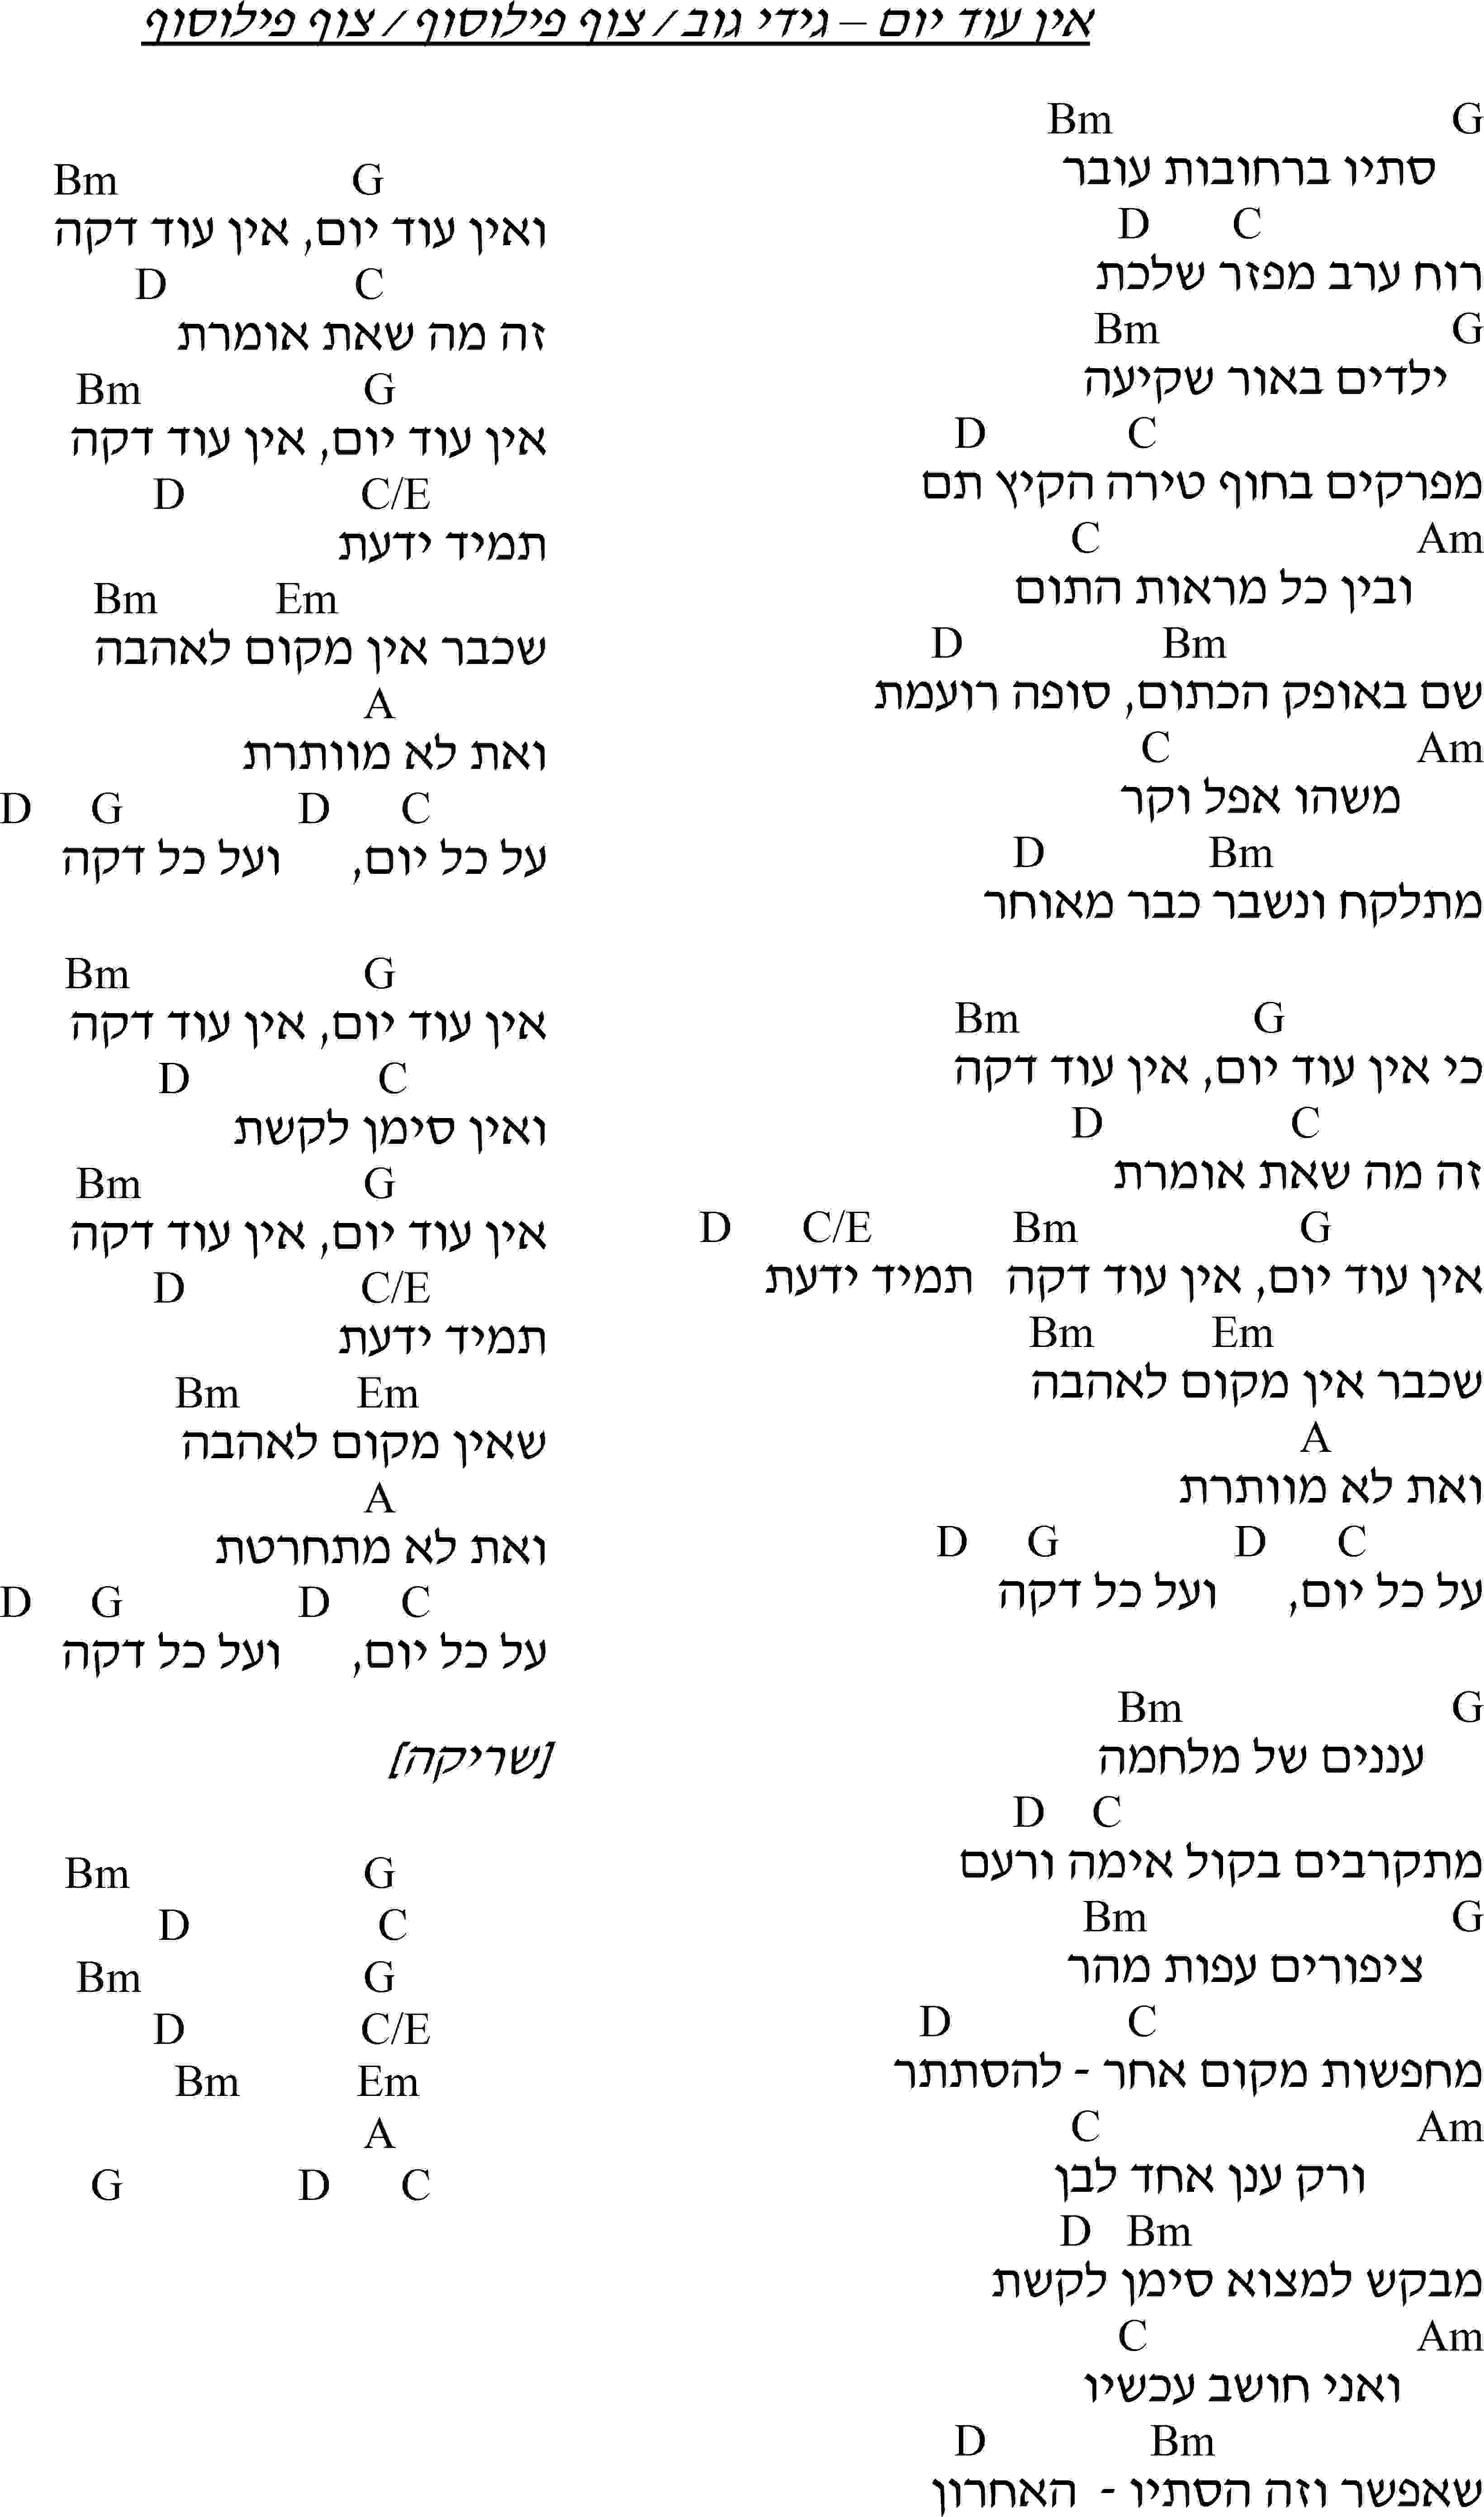 אין עוד יום – גידי גוב / צוף פילוסוף / צוף פילוסוף
Bm G
סתיו ברחובות עובר
D C
רוח ערב מפזר שלכת
Bm G
ילדים באור שקיעה
D C
מפרקים בחוף טירה הקיץ תם
C Am
ובין כל מראות התום
D Bm
שם באופק הכתום, סופה רועמת
C Am
משהו אפל וקר
D Bm
מתלקח ונשבר כבר מאוחר
Bm G
כי אין עוד יום, אין עוד דקה
D C
זה מה שאת אומרת
D C/E Bm G
אין עוד יום, אין עוד דקה תמיד ידעת
Bm Em
שכבר אין מקום לאהבה
A
ואת לא מוותרת
D G D C
על כל יום, ועל כל דקה
Bm G
עננים של מלחמה
D C
מתקרבים בקול אימה ורעם
Bm G
ציפורים עפות מהר
D C
מחפשות מקום אחר - להסתתר
C Am
ורק ענן אחד לבן
D Bm
מבקש למצוא סימן לקשת
C Am
ואני חושב עכשיו
D Bm
שאפשר וזה הסתיו - האחרון
Bm G
ואין עוד יום, אין עוד דקה
D C
זה מה שאת אומרת
Bm G
אין עוד יום, אין עוד דקה
D C/E
תמיד ידעת
Bm Em
שכבר אין מקום לאהבה
A
ואת לא מוותרת
D G D C
על כל יום, ועל כל דקה
Bm G
אין עוד יום, אין עוד דקה
D C
ואין סימן לקשת
Bm G
אין עוד יום, אין עוד דקה
D C/E
תמיד ידעת
Bm Em
שאין מקום לאהבה
A
ואת לא מתחרטת
D G D C
על כל יום, ועל כל דקה
[שריקה]
Bm G
D C
Bm G
D C/E
Bm Em
A
G D C